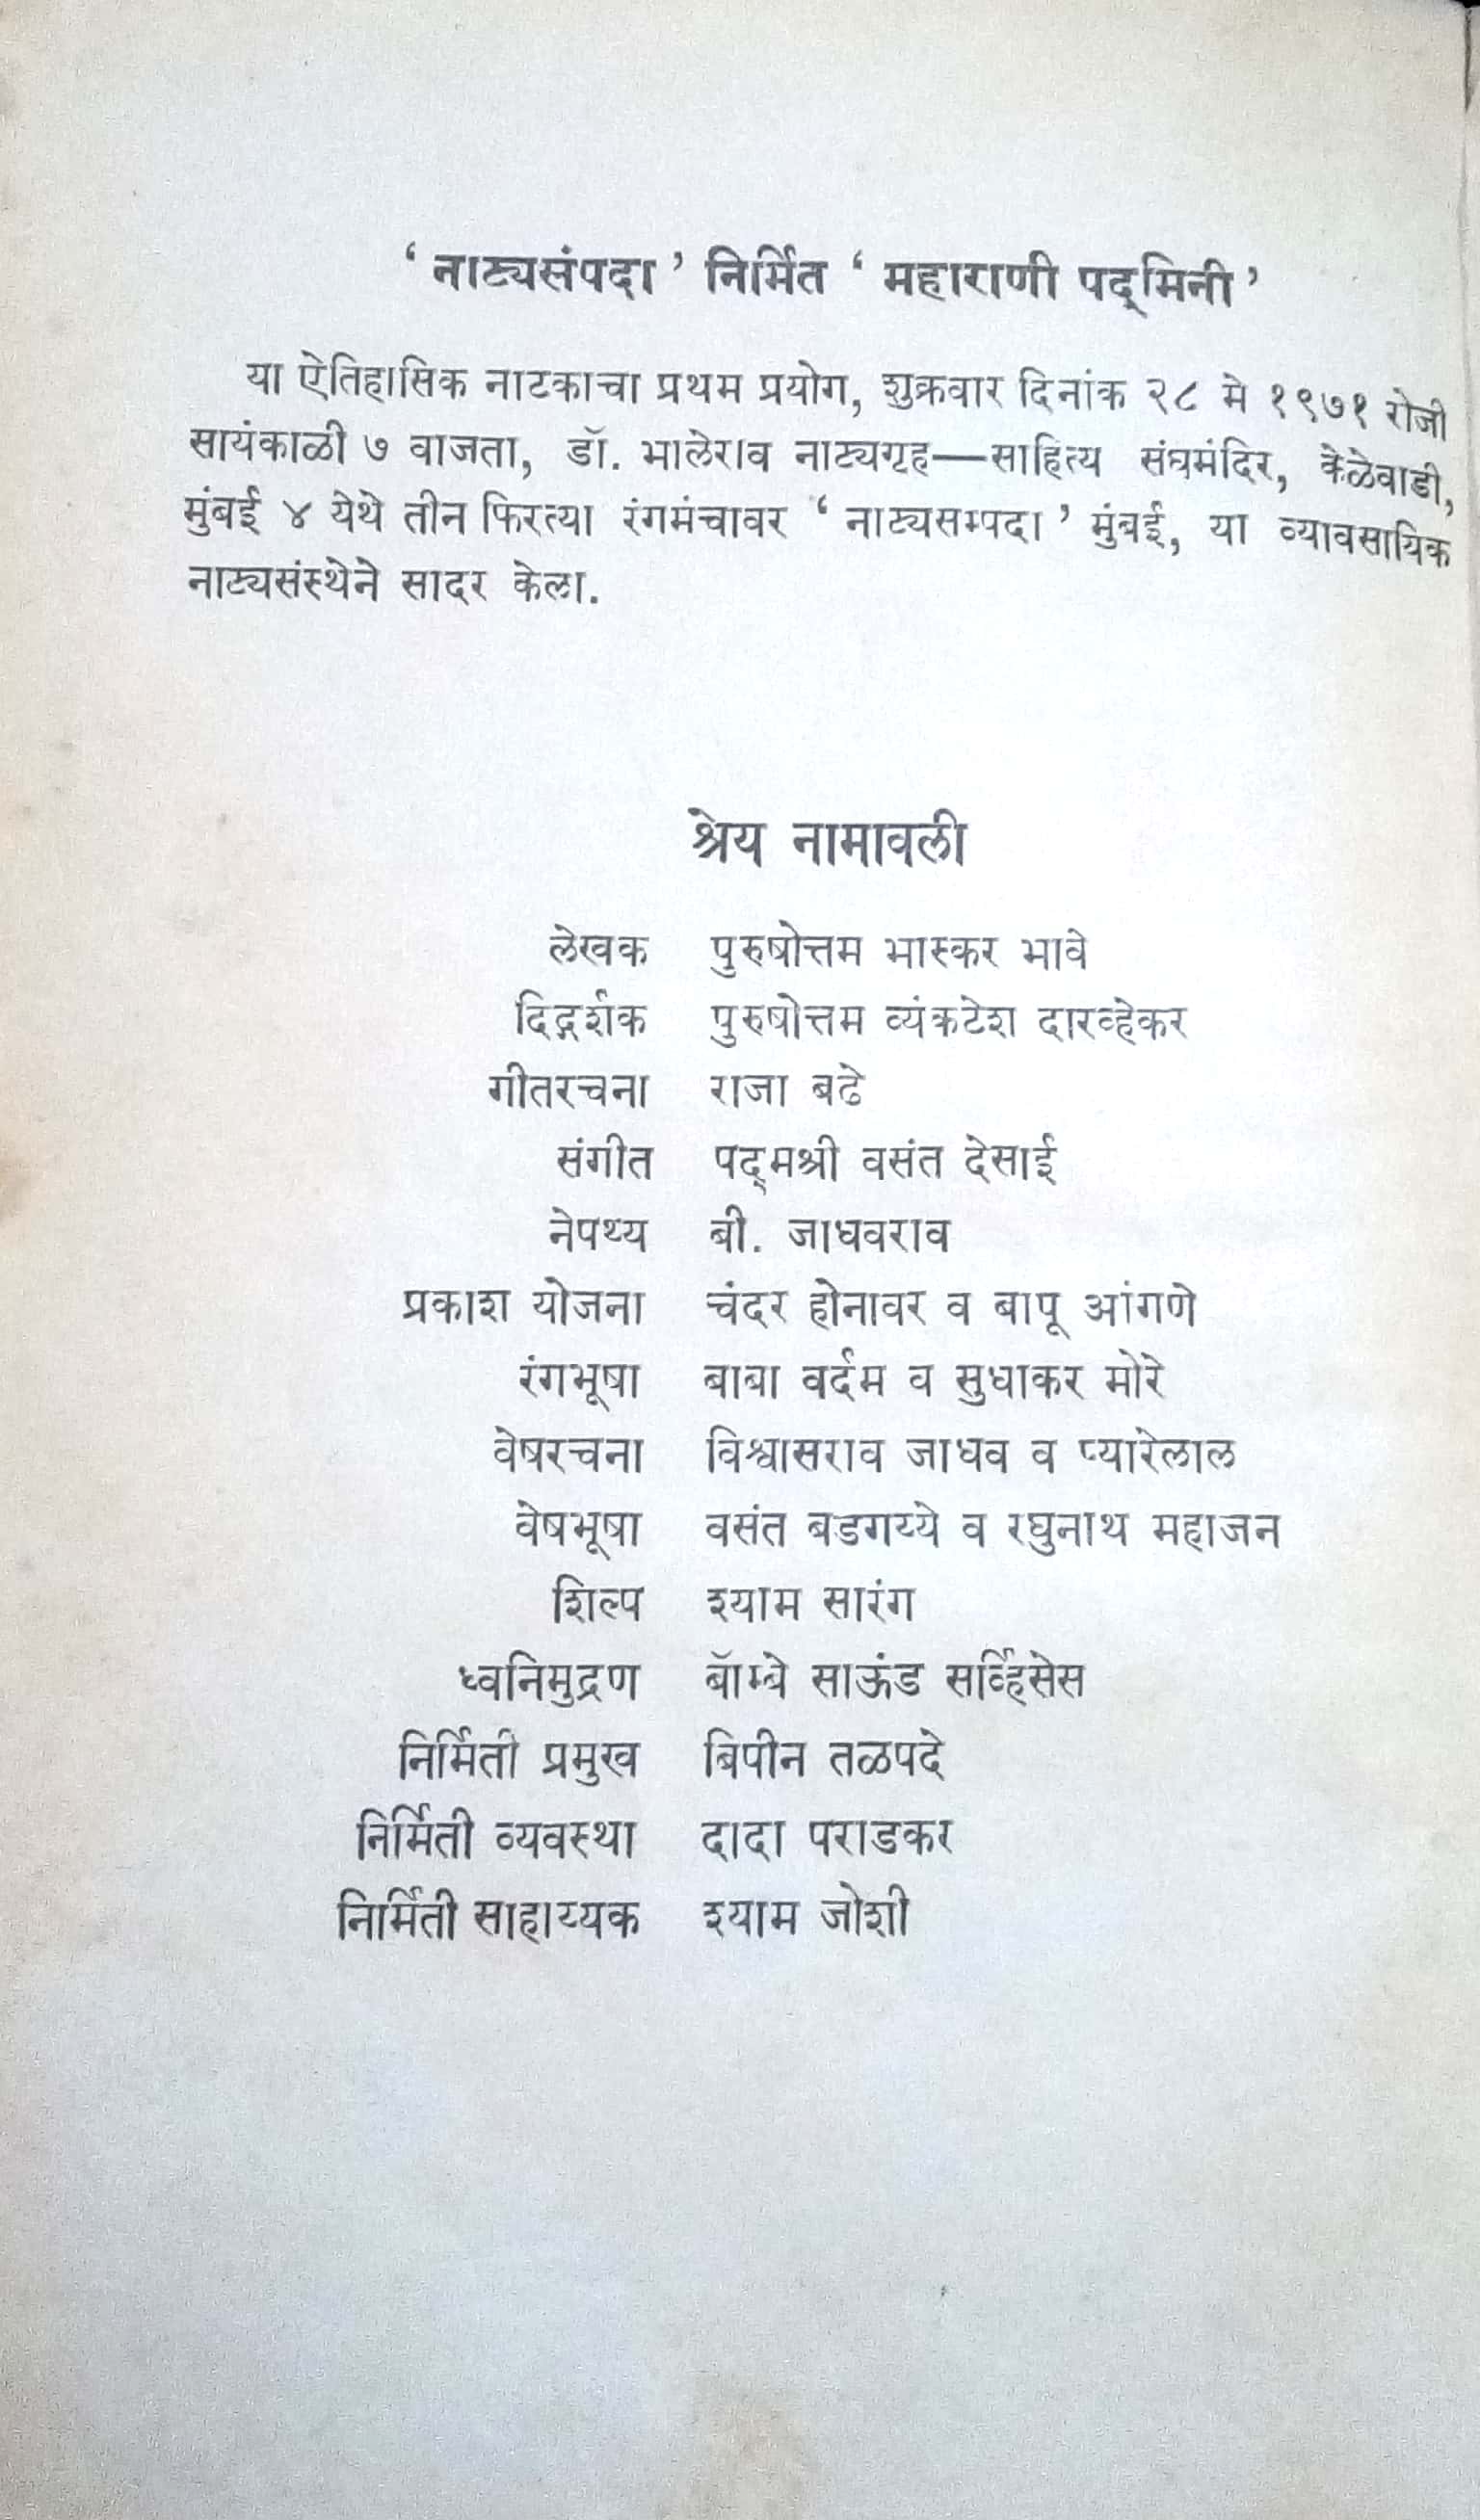 ‘ नाट्यसंपदा ’ निर्मित ‘ महाराणी पद्‌मिनी ’
या ऐतिहासिक नाटकाचा प्रथम प्रयोग, शुक्रवार दिनांक २८ मे १९७१ रोजी
सायंकाळी ७ वाजता, डॉ. भालेराव नाट्यगृह—साहित्य संघमंदिर, केळेवाडी,
मुंबई ४ येथे तीन फिरत्या रंगमंचावर ‘ नाट्यसम्पदा ’ मुंबई, या व्यावसायिक
नाट्यसंस्थेने सादर केला.
श्रेय नामावली
लेखक पुरुषोत्तम भास्कर भावे
दिग्दर्शक पुरुषोत्तम व्यंकटेश दारव्हेकर
गीतरचना राजा बढे
संगीत पद्‌मश्री वसंत देसाई
नेपथ्य बी. जाधवराव
प्रकाश योजना चंदर होनावर व बापू आंगणे
रंगभूषा बाबा वर्दम व सुधाकर मोरे
वेषरचना विश्वासराव जाधव व प्यारेलाल
वेषभूषा वसंत बडगय्ये व रघुनाथ महाजन
शिल्प श्याम सारंग
ध्वनिमुद्रण बॉम्बे साऊंड सर्व्हिसेस
निर्मिती प्रमुख बिपीन तळपदे
निर्मिती व्यवस्था दादा पराडकर
निर्मिती साहाय्यक श्याम जोशी